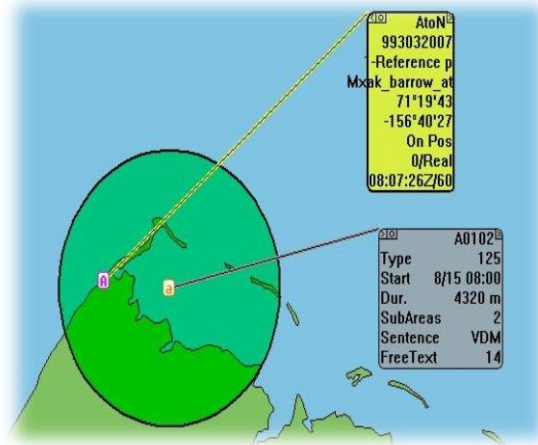 AtoN
993032007
-Reference p
Mxak_barrow_at
71°19'43
-156°40'27
On Pos
0/Real
08:07:26Z/60
A
a
A0102
Type 125
Start 8/15 08:00
Dur. 4320 m
SubAreas 2
Sentence VDM
FreeText 14